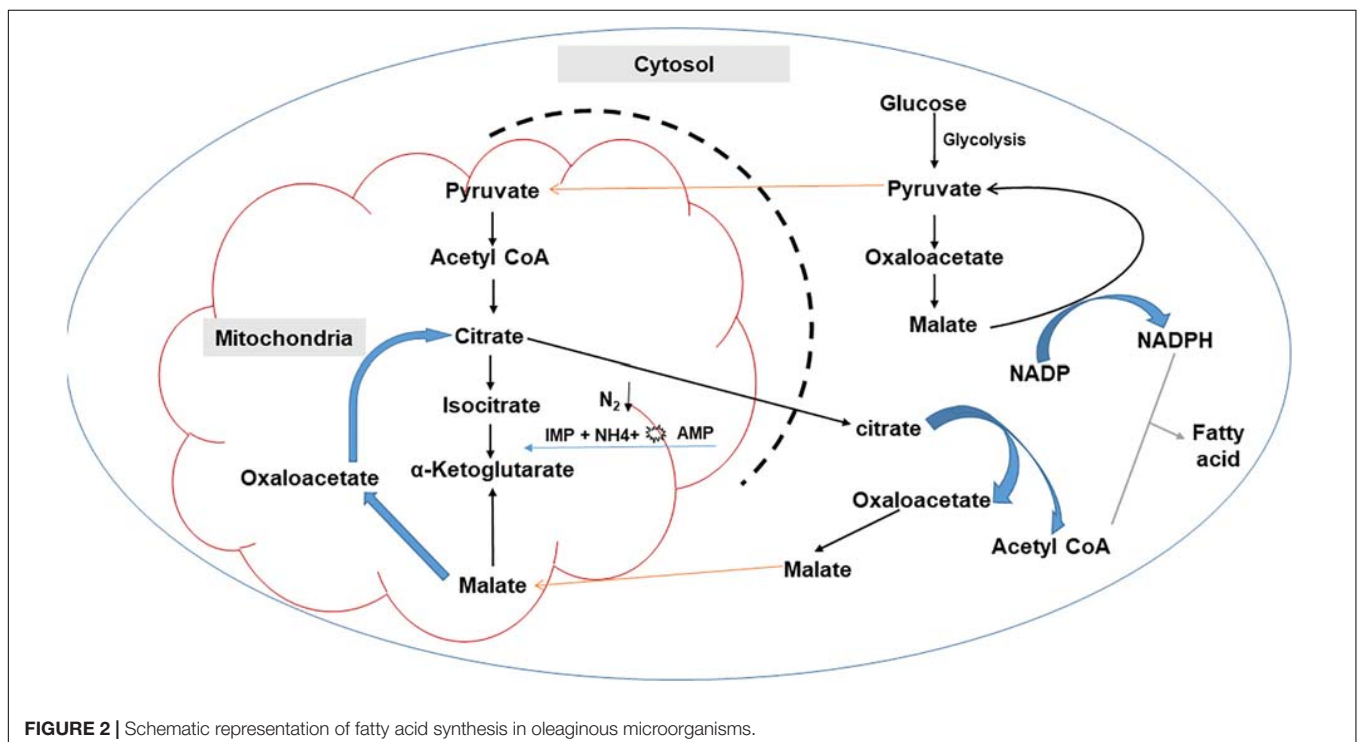 Cytosol
Glucose
Glycolysis
Pyruvate
Pyruvate
Acetyl CoA
Oxaloacetate
Malate
Mitochondria
Citrate
NADPH
NADP
Isocitrate
N2
IMP + NH4+ AMP
citrate
Fatty
acid
α-Ketoglutarate
Oxaloacetate
Oxaloacetate
Acetyl CoA
Malate
Malate
FIGURE 2 | Schematic representation of fatty acid synthesis in oleaginous microorganisms.